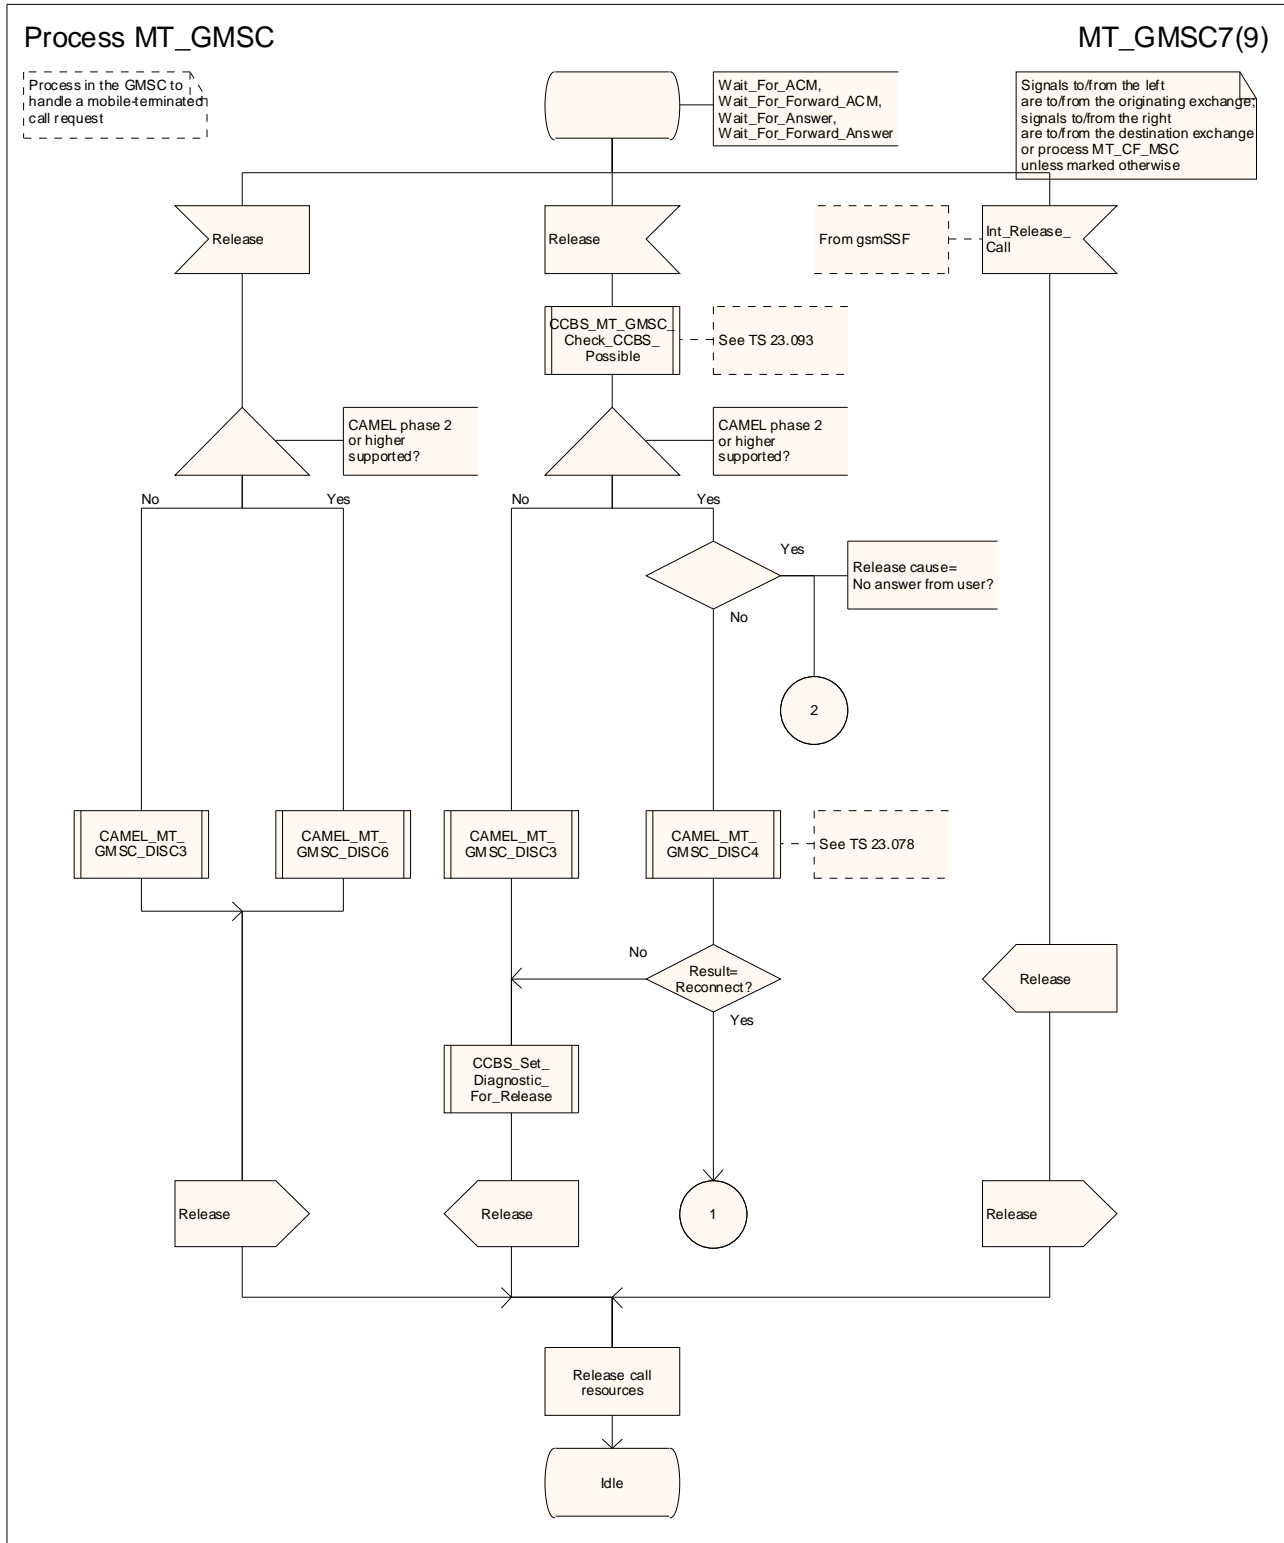 Process MT_GMSC
MT_GMSC7(9)
Process in the GMSC to
handle a mobile-terminated
call request
Wait_For_ACM,
Wait_For_Forward_ACM,
Wait_For_Answer,
Wait_For_Forward_Answer
Signals to/from the left
are to/from the originating exchange;
signals to/from the right
are to/from the destination exchange
or process MT_CF_MSC
unless marked otherwise
Release
Release
From gsmSSF
Int_Release_
Call
CCBS_MT_GMSC_
Check_CCBS_
Possible
See TS 23.093
CAMEL phase 2
or higher
supported?
CAMEL phase 2
or higher
supported?
No
Yes
No
Yes
Yes
Release cause=
No answer from user?
No
2
CAMEL_MT_
GMSC_DISC3
CAMEL_MT_
GMSC_DISC6
CAMEL_MT_
GMSC_DISC3
CAMEL_MT_
GMSC_DISC4
See TS 23.078
No
Result=
Reconnect?
Yes
Release
CCBS_Set_
Diagnostic_
For_Release
Release
Release
1
Release
Release call
resources
Idle